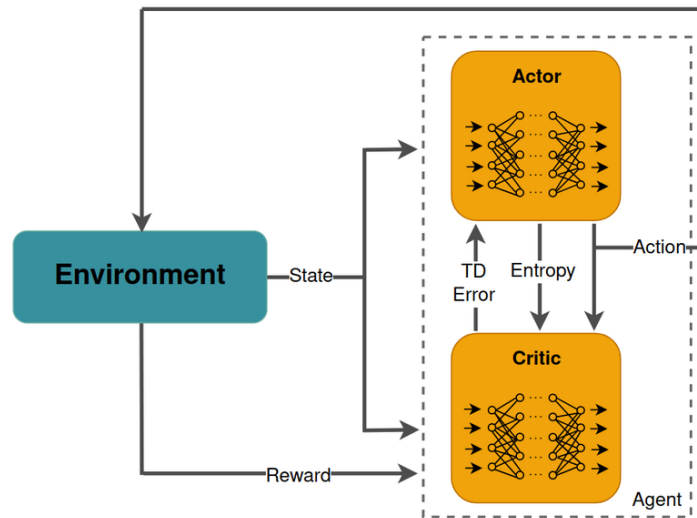 Actor
Environment
State
TD
Error
Entropy
Action
Critic
Reward
Agent